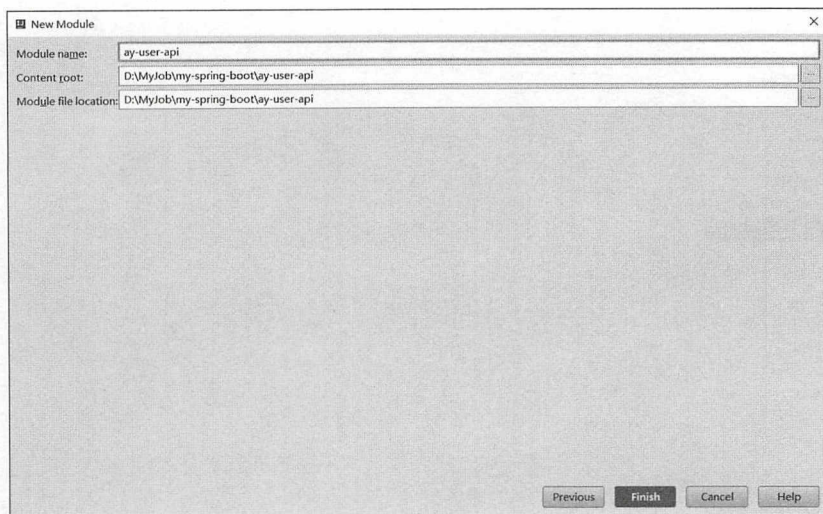 New Module
Module name: ay-user-api
Content root: D:\MyJob\my-spring-boot\ay-user-api ...
Module file location: D:\MyJob\my-spring-boot\ay-user-api ...
Previous Finish Cancel Help